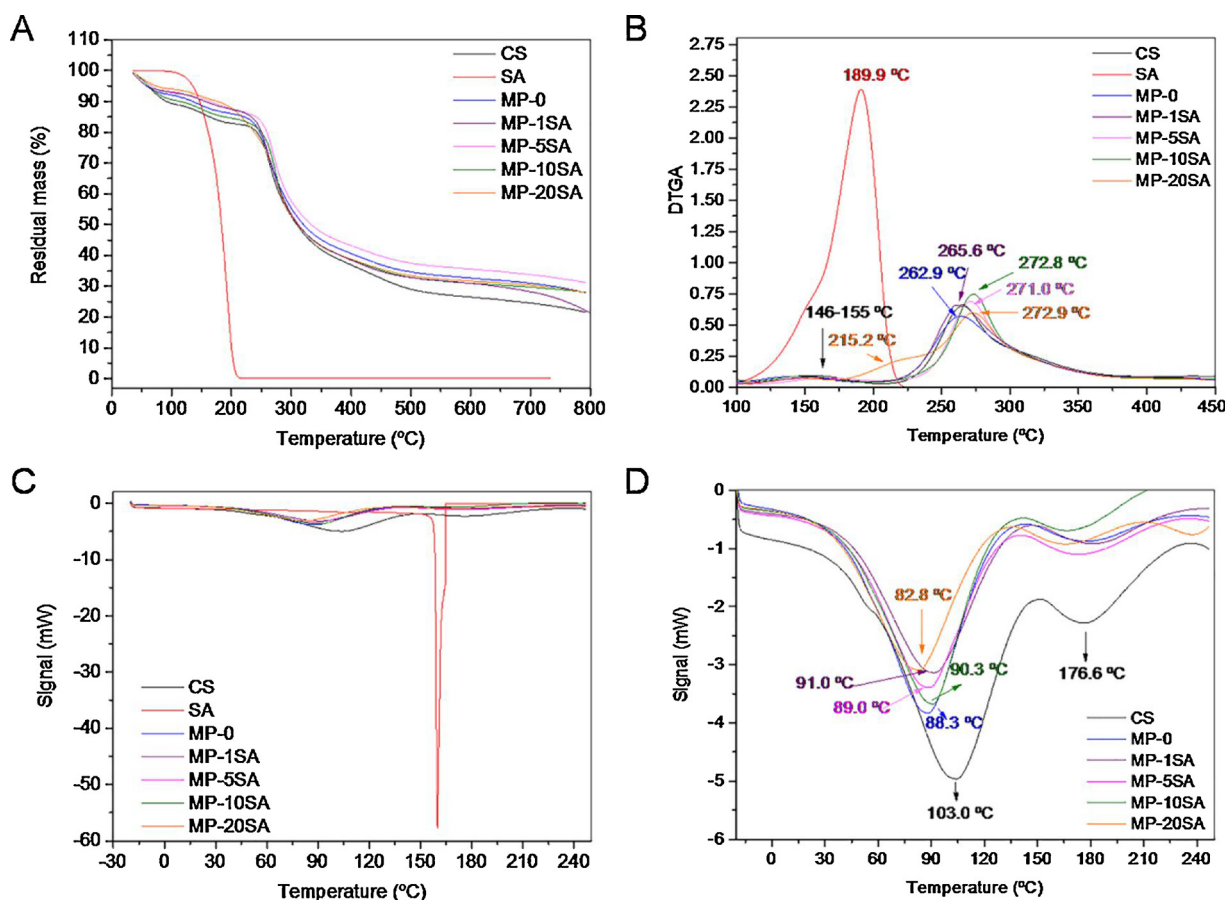 A
110
100
90
80
70
60
50
40
30
20
10
0
Residual mass (%)
CS
SA
MP-0
MP-1SA
MP-5SA
MP-10SA
MP-20SA
0 100 200 300 400 500 600 700 800
Temperature (ºC)
B
2.75
2.50
2.25
2.00
1.75
1.50
1.25
1.00
0.75
0.50
0.25
0.00
DTGA
189.9 ºC
CS
SA
MP-0
MP-1SA
MP-5SA
MP-10SA
MP-20SA
265.6 ºC
262.9 ºC
272.8 ºC
271.0 ºC
272.9 ºC
146-155 ºC
215.2 ºC
100 150 200 250 300 350 400 450
Temperature (ºC)
C
0
-10
-20
-30
-40
-50
-60
Signal (mW)
CS
SA
MP-0
MP-1SA
MP-5SA
MP-10SA
MP-20SA
-30 0 30 60 90 120 150 180 210 240
Temperature (ºC)
D
0
-1
-2
-3
-4
-5
-6
Signal (mW)
82.8 ºC
91.0 ºC
90.3 ºC
89.0 ºC
88.3 ºC
176.6 ºC
103.0 ºC
CS
MP-0
MP-1SA
MP-5SA
MP-10SA
MP-20SA
0 30 60 90 120 150 180 210 240
Temperature (ºC)